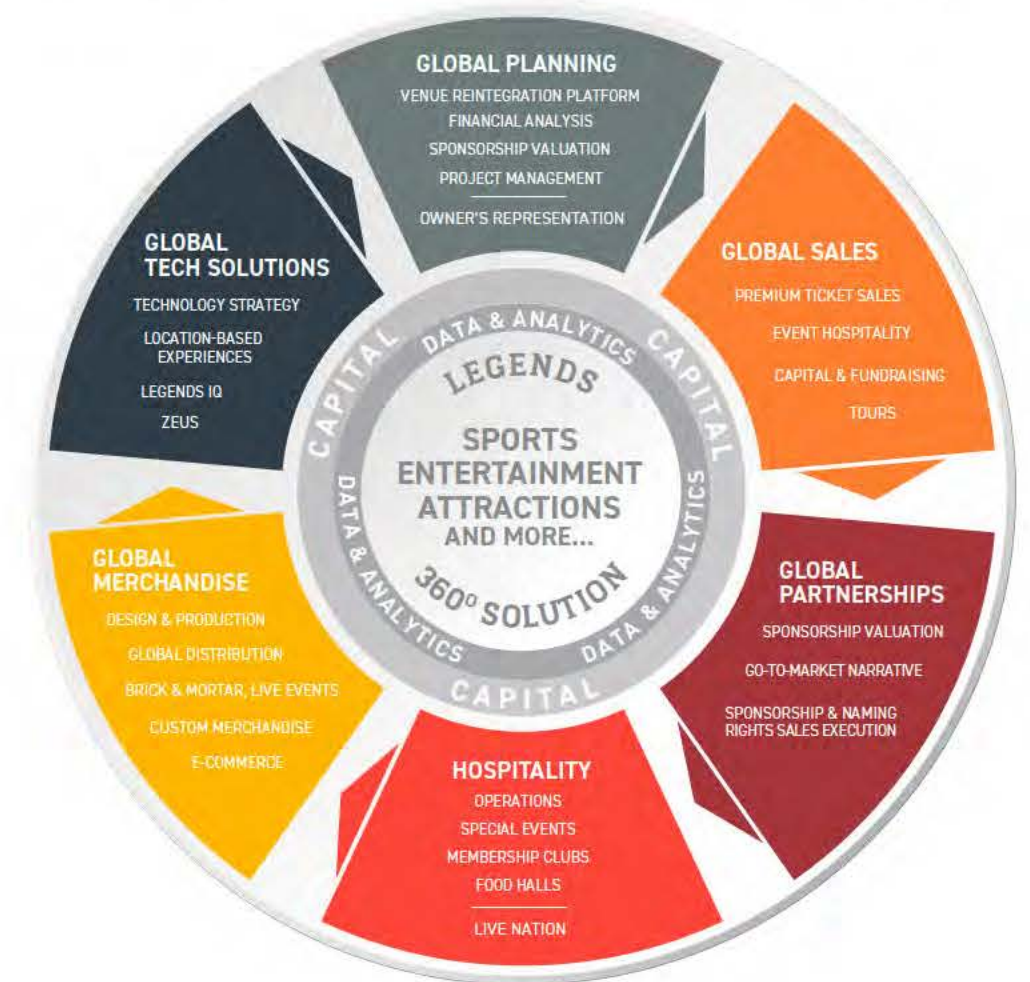 GLOBAL PLANNING
VENUE REINTEGRATION PLATFORM
FINANCIAL ANALYSIS
SPONSORSHIP VALUATION
PROJECT MANAGEMENT
OWNER'S REPRESENTATION
GLOBAL SALES
PREMIUM TICKET SALES
EVENT HOSPITALITY
CAPITAL & FUNDRAISING
TOURS
GLOBAL
PARTNERSHIPS
SPONSORSHIP VALUATION
GO-TO-MARKET NARRATIVE
SPONSORSHIP & NAMING
RIGHTS SALES EXECUTION
HOSPITALITY
OPERATIONS
SPECIAL EVENTS
MEMBERSHIP CLUBS
FOOD HALLS
LIVE NATION
GLOBAL
MERCHANDISE
DESIGN & PRODUCTION
GLOBAL DISTRIBUTION
BRICK & MORTAR, LIVE EVENTS
CUSTOM MERCHANDISE
E-COMMERCE
GLOBAL
TECH SOLUTIONS
TECHNOLOGY STRATEGY
LOCATION-BASED
EXPERIENCES
LEGENDS IQ
ZEUS
CAPITAL
CAPITAL
CAPITAL
DATA & ANALYTICS
DATA & ANALYTICS
DATA & ANALYTICS
LEGENDS
SPORTS
ENTERTAINMENT
ATTRACTIONS
AND MORE...
360º SOLUTION